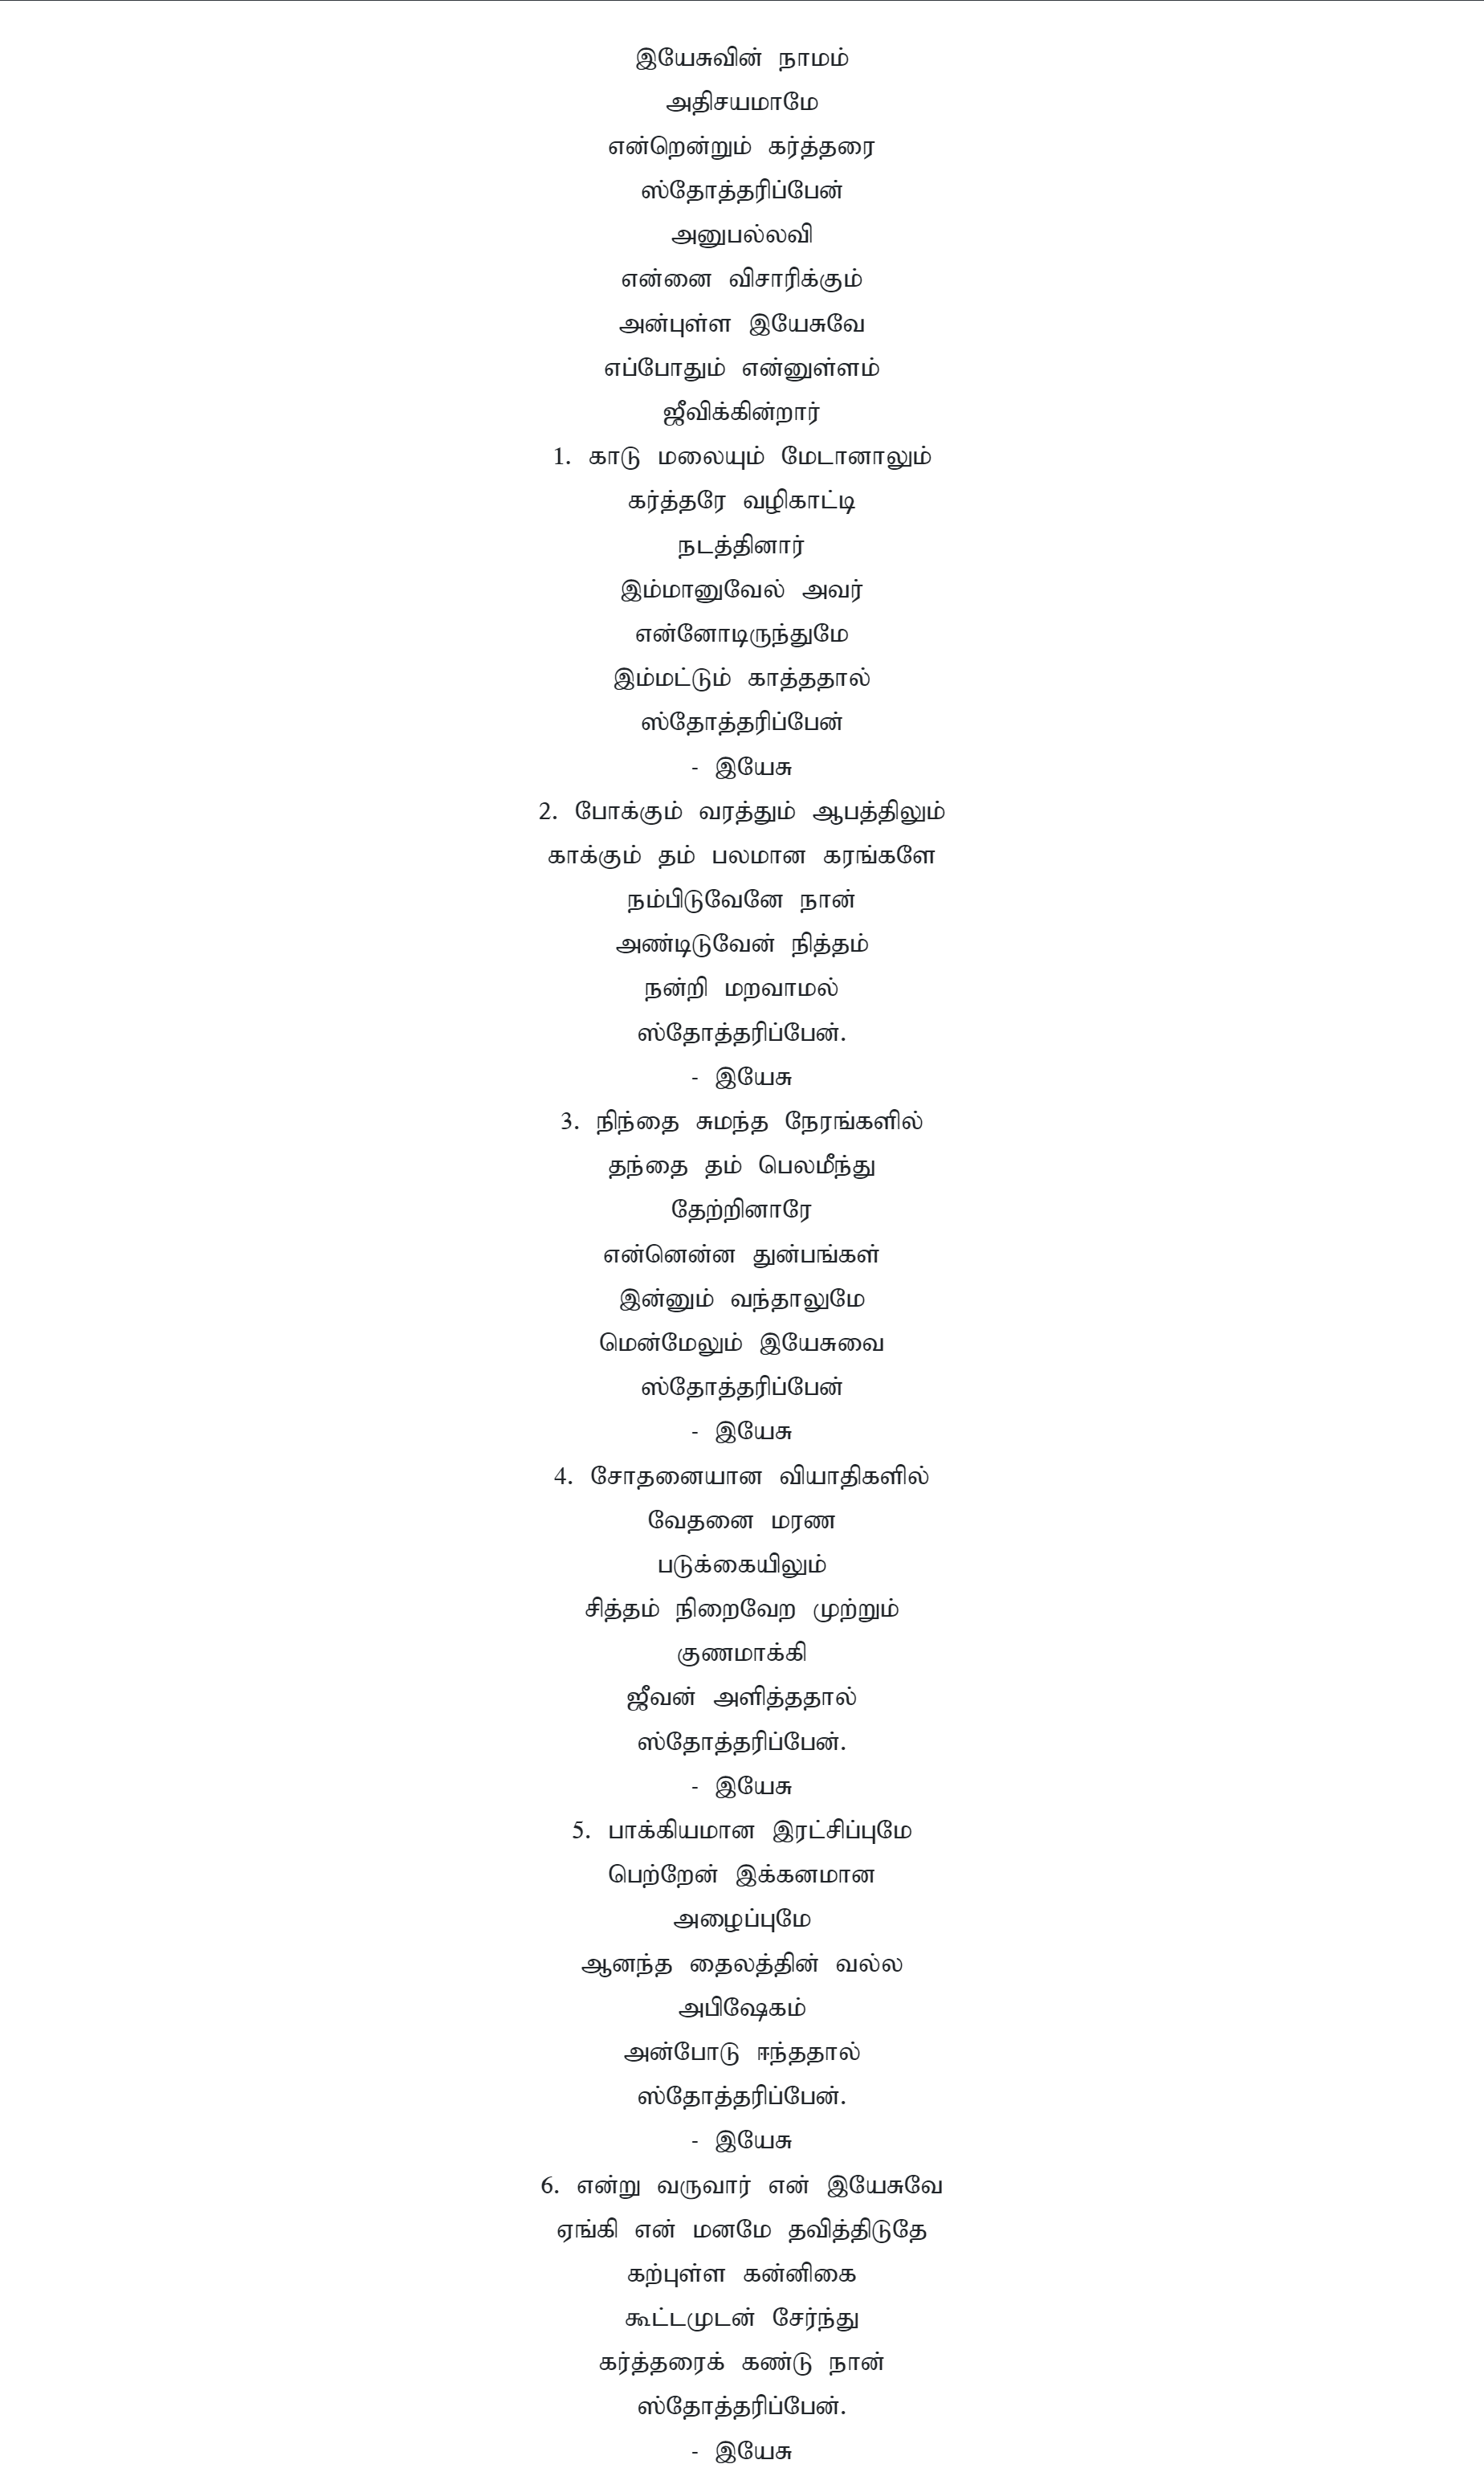 இயேசுவின் நாமம்
அதிசயமாமே
என்றென்றும் கர்த்தரை
ஸ்தோத்தரிப்பேன்
அனுபல்லவி
என்னை விசாரிக்கும்
அன்புள்ள இயேசுவே
எப்போதும் என்னுள்ளம்
ஜீவிக்கின்றார்
1. காடு மலையும் மேடானாலும்
கர்த்தரே வழிகாட்டி
நடத்தினார்
இம்மானுவேல் அவர்
என்னோடிருந்துமே
இம்மட்டும் காத்ததால்
ஸ்தோத்தரிப்பேன்
- இயேசு
2. போக்கும் வரத்தும் ஆபத்திலும்
காக்கும் தம் பலமான கரங்களே
நம்பிடுவேனே நான்
அண்டிடுவேன் நித்தம்
நன்றி மறவாமல்
ஸ்தோத்தரிப்பேன்.
- இயேசு
3. நிந்தை சுமந்த நேரங்களில்
தந்தை தம் பெலமீந்து
தேற்றினாரே
என்னென்ன துன்பங்கள்
இன்னும் வந்தாலுமே
மென்மேலும் இயேசுவை
ஸ்தோத்தரிப்பேன்
- இயேசு
4. சோதனையான வியாதிகளில்
வேதனை மரண
படுக்கையிலும்
சித்தம் நிறைவேற முற்றும்
குணமாக்கி
ஜீவன் அளித்ததால்
ஸ்தோத்தரிப்பேன்.
- இயேசு
5. பாக்கியமான இரட்சிப்புமே
பெற்றேன் இக்கனமான
அழைப்புமே
ஆனந்த தைலத்தின் வல்ல
அபிஷேகம்
அன்போடு ஈந்ததால்
ஸ்தோத்தரிப்பேன்.
- இயேசு
6. என்று வருவார் என் இயேசுவே
ஏங்கி என் மனமே தவித்திடுதே
கற்புள்ள கன்னிகை
கூட்டமுடன் சேர்ந்து
கர்த்தரைக் கண்டு நான்
ஸ்தோத்தரிப்பேன்.
- இயேசு